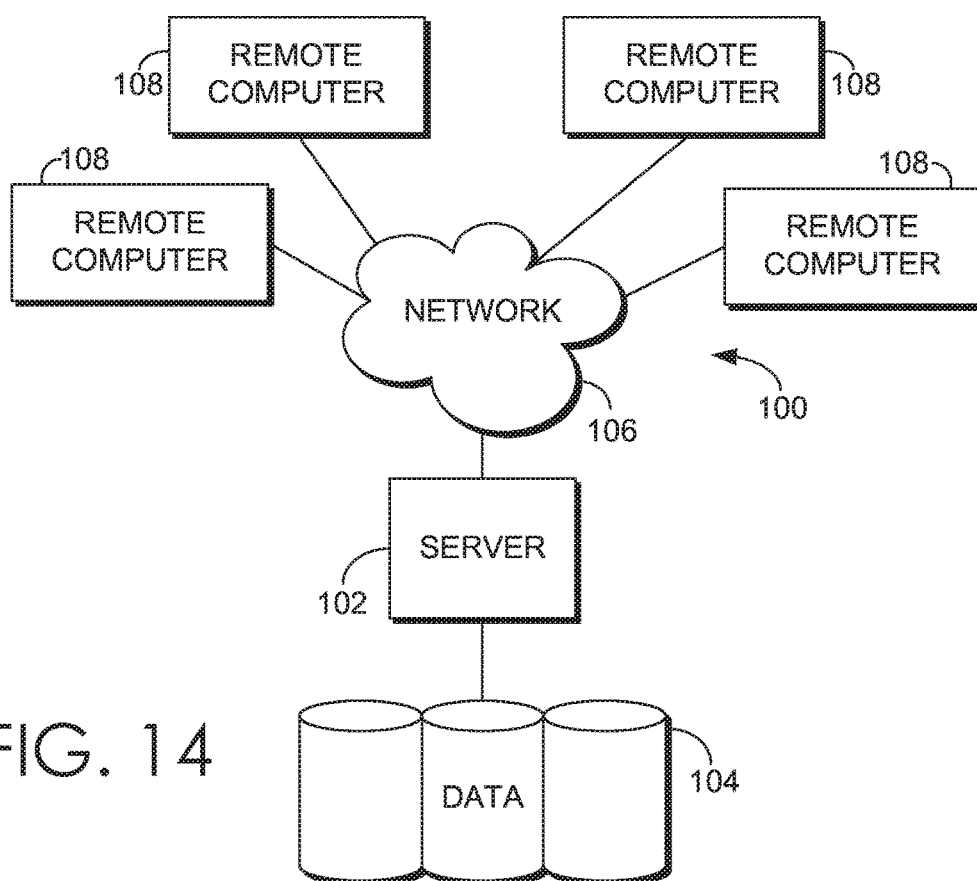 REMOTE
COMPUTER
108
REMOTE
COMPUTER
108
108
REMOTE
COMPUTER
108
REMOTE
COMPUTER
NETWORK
100
106
SERVER
102
FIG. 14
DATA
104